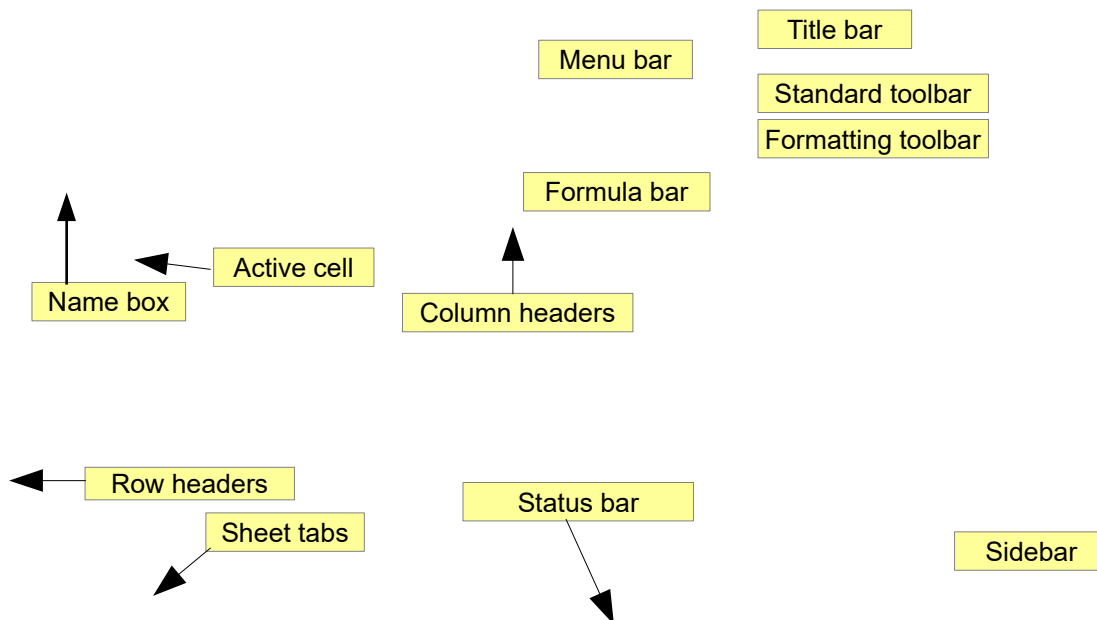 Title bar
Menu bar
Standard toolbar
Formatting toolbar
Formula bar
Active cell
Name box
Column headers
Row headers
Status bar
Sheet tabs
Sidebar